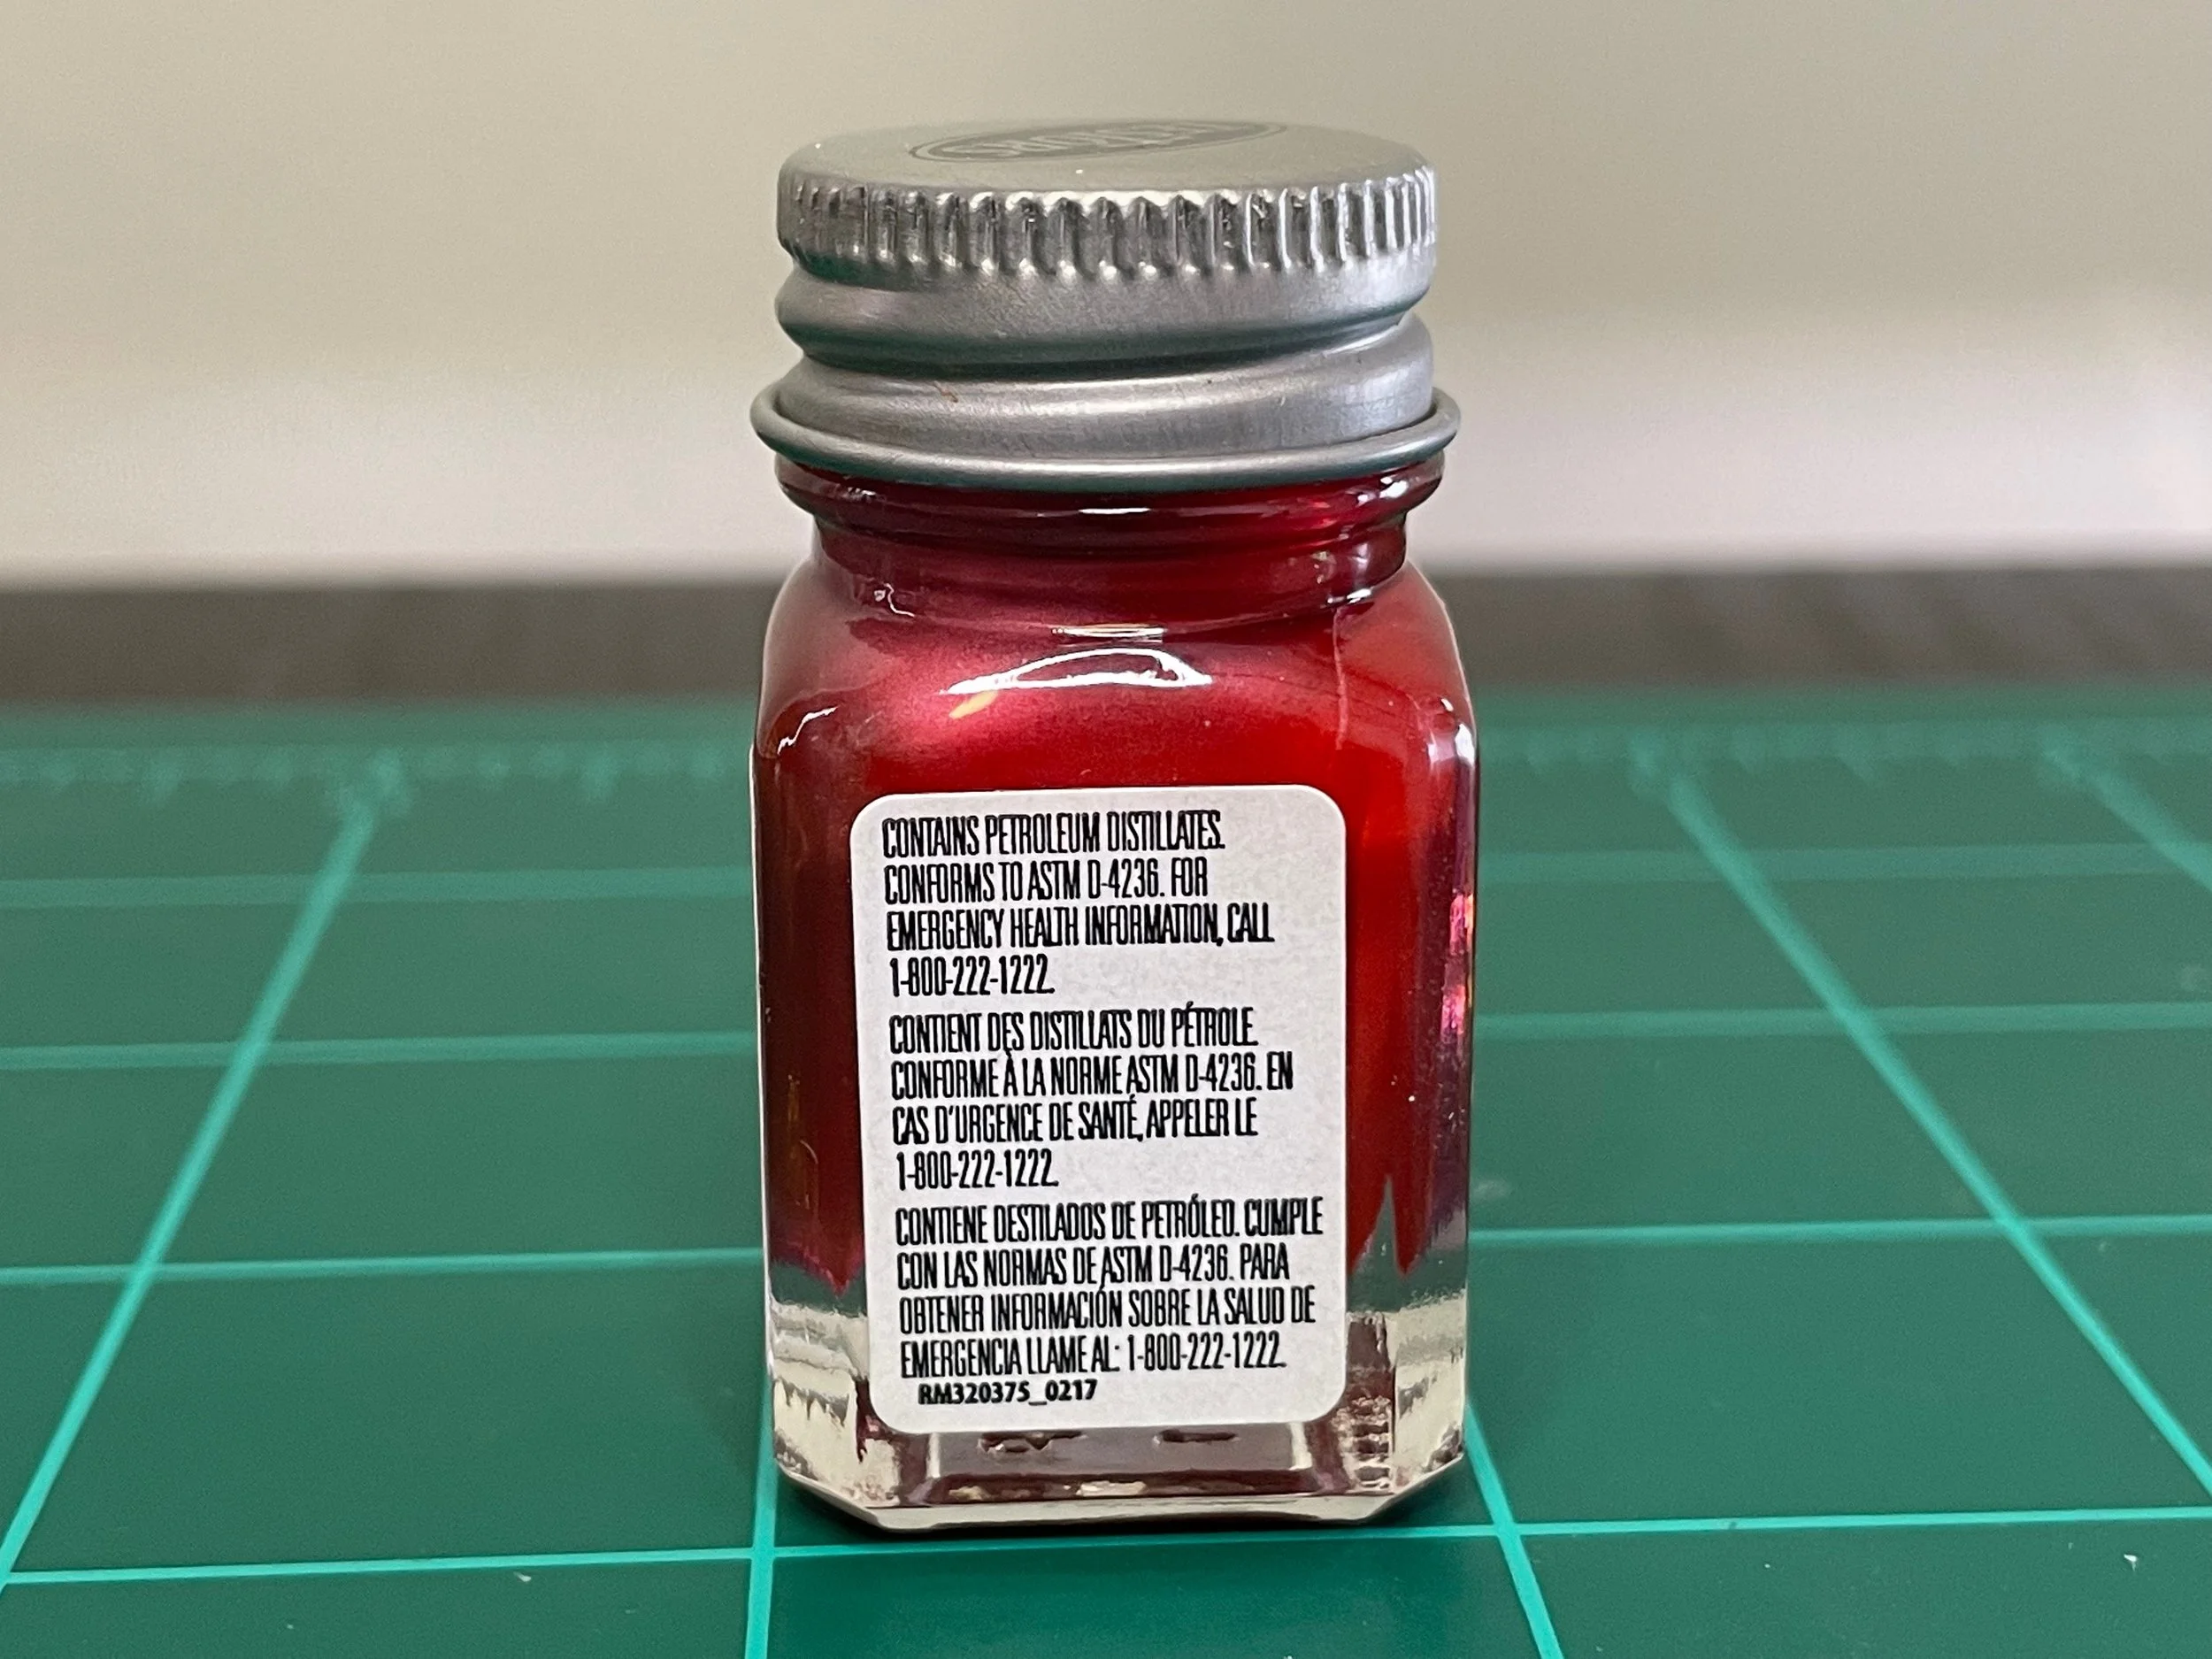 CONTAINS PETROLEUM DISTILLATES.
CONFORMS TO ASTM D-4236. FOR
EMERGENCY HEALTH INFORMATION, CALL
1-800-222-1222.
CONTIENT DES DISTILLATS DU PÉTROLE.
CONFORME À LA NORME ASTM D-4236. EN
CAS D'URGENCE DE SANTÉ, APPELER LE
1-800-222-1222.
CONTIENE DESTILADOS DE PETRÓLEO. CUMPLE
CON LAS NORMAS DE ASTM D-4236. PARA
OBTENER INFORMACIÓN SOBRE LA SALUD DE
EMERGENCIA LLAME AL: 1-800-222-1222.
RM320375_0217